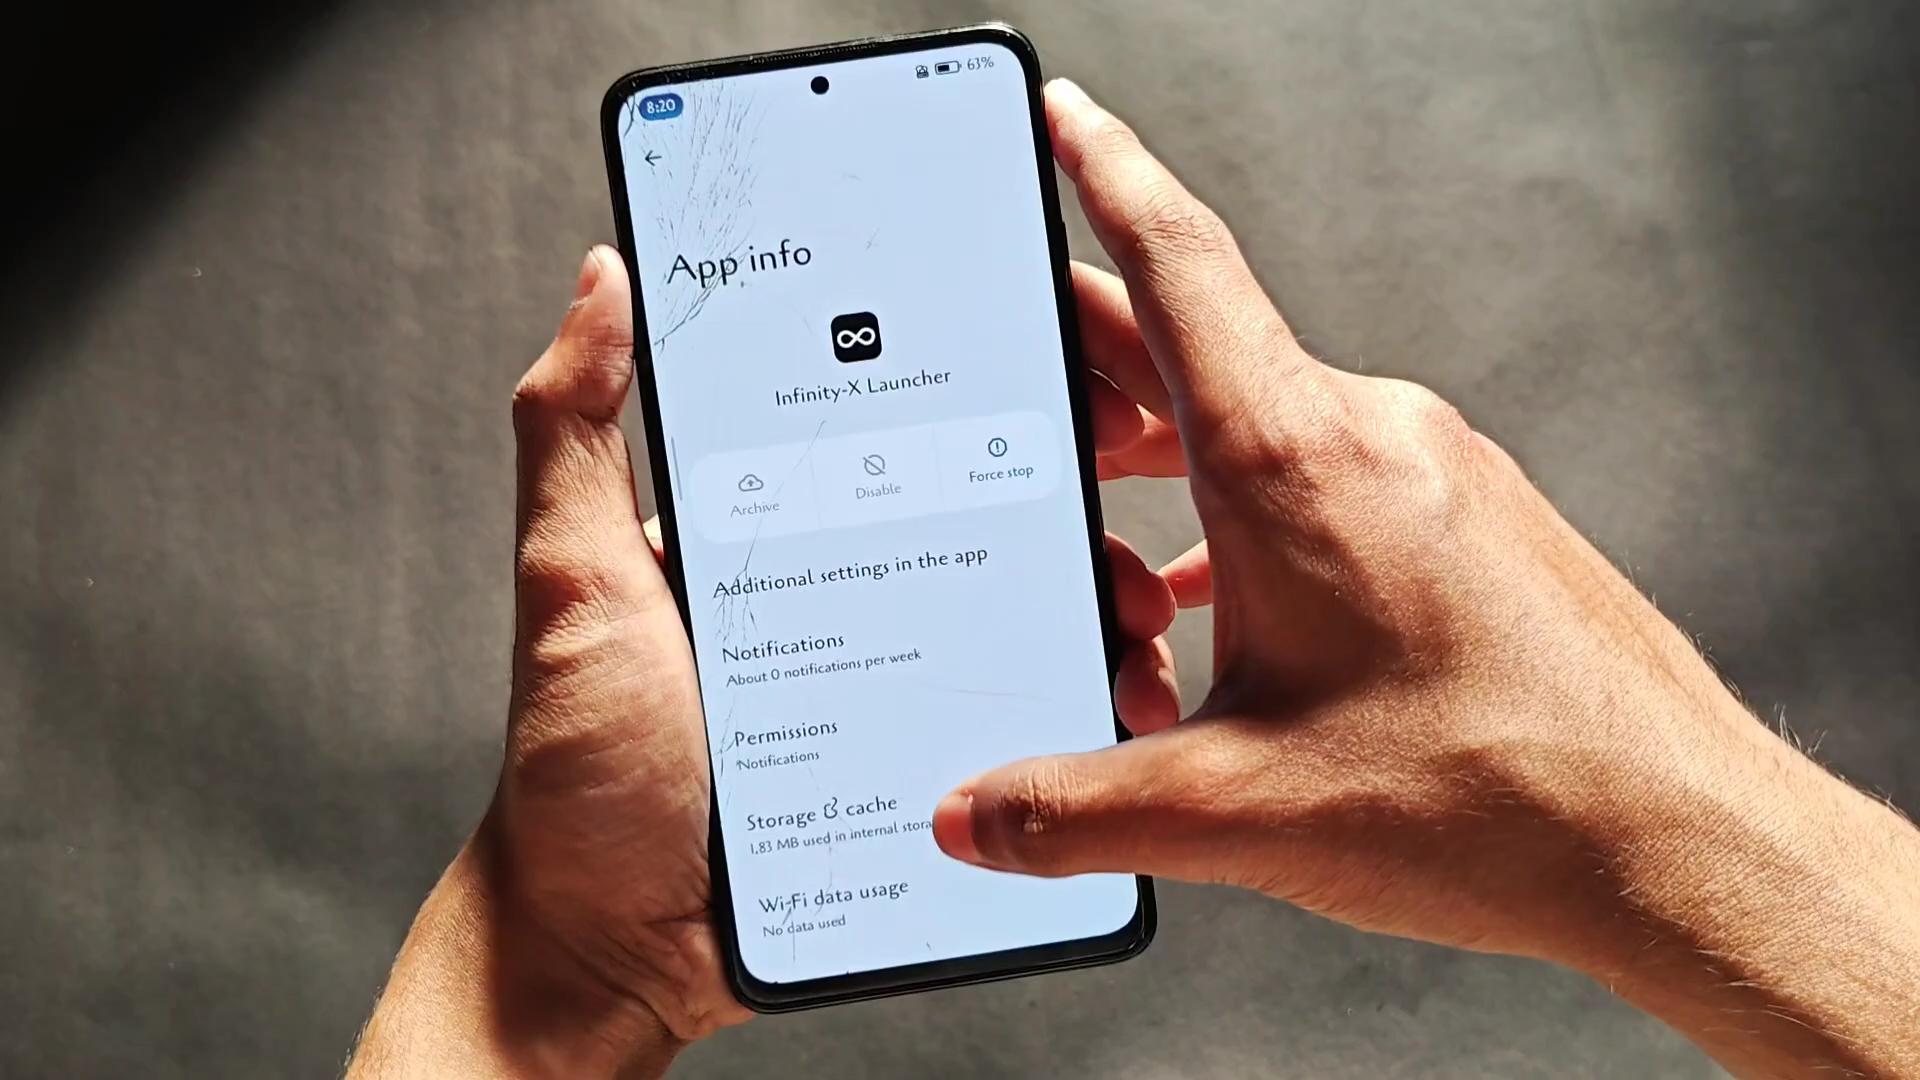 8:20
63%
App info
Infinity-X Launcher
Archive
Disable
Force stop
Additional settings in the app
Notifications
About 0 notifications per week
Permissions
Notifications
Storage & cache
1.83 MB used in internal
Wi-Fi data usage
No data used